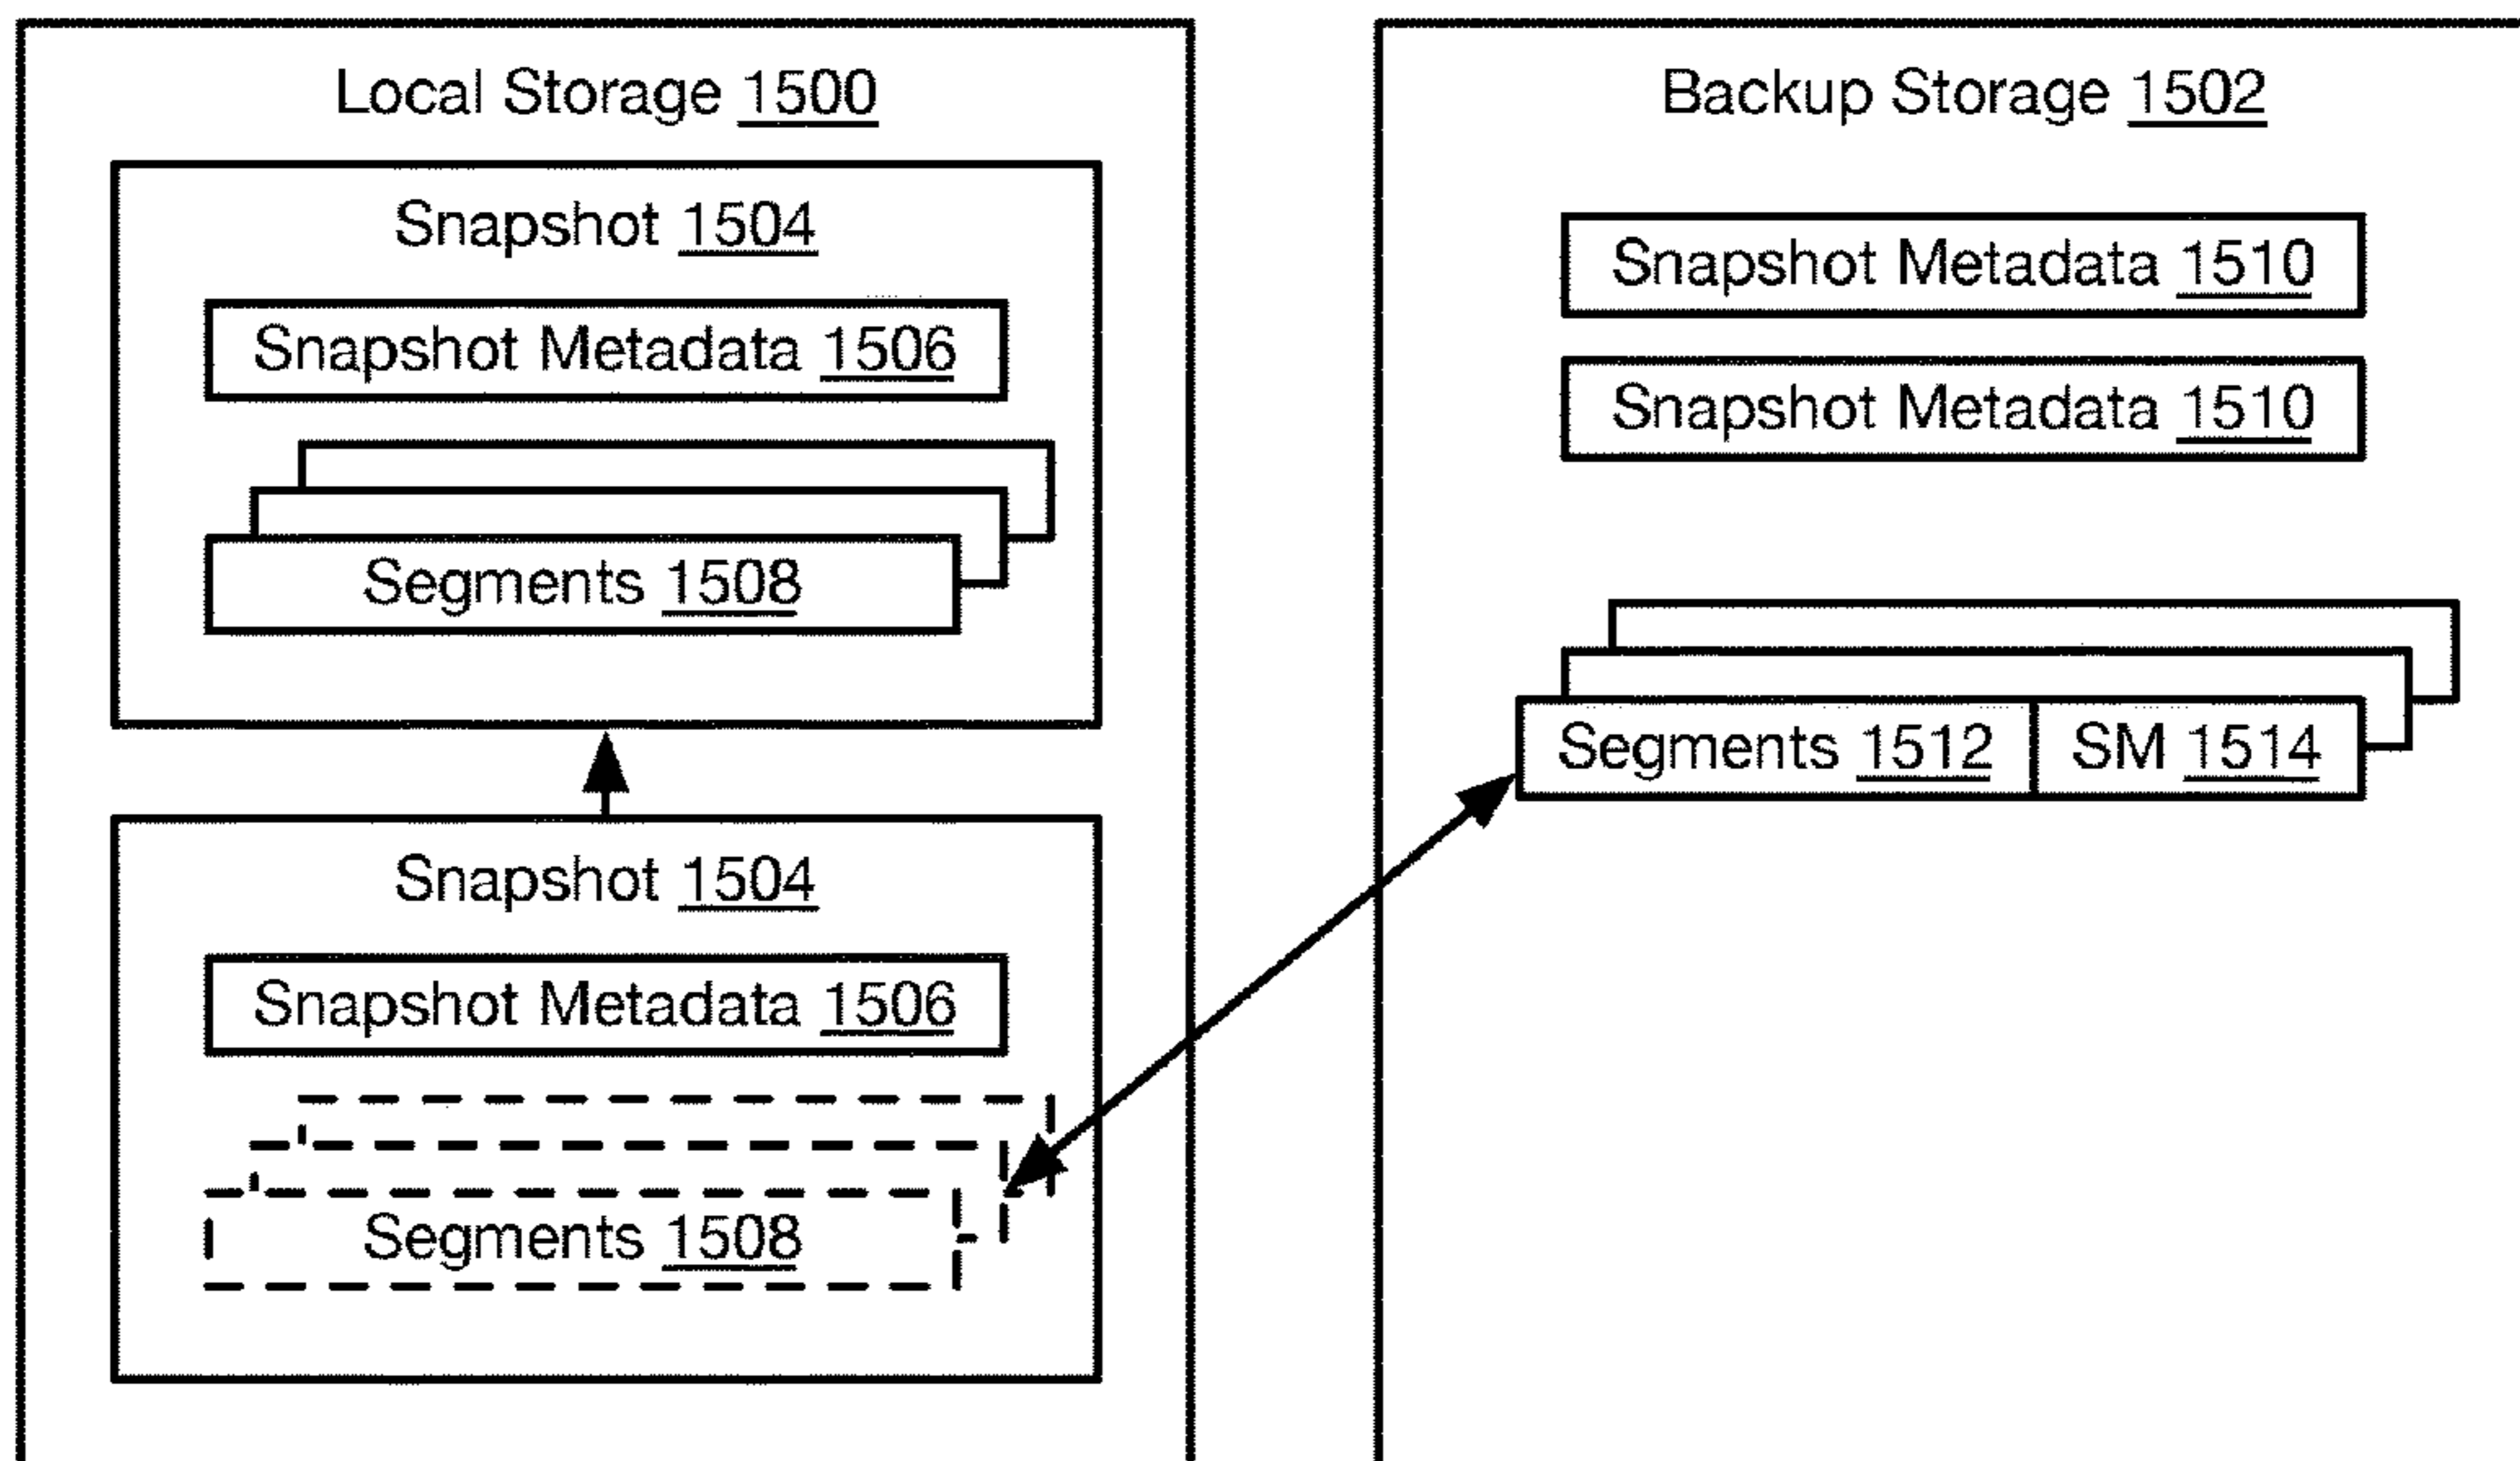 Local Storage 1500
Snapshot 1504
Snapshot Metadata 1506
Segments 1508
Snapshot 1504
Snapshot Metadata 1506
Segments 1508
Backup Storage 1502
Snapshot Metadata 1510
Snapshot Metadata 1510
Segments 1512
SM 1514